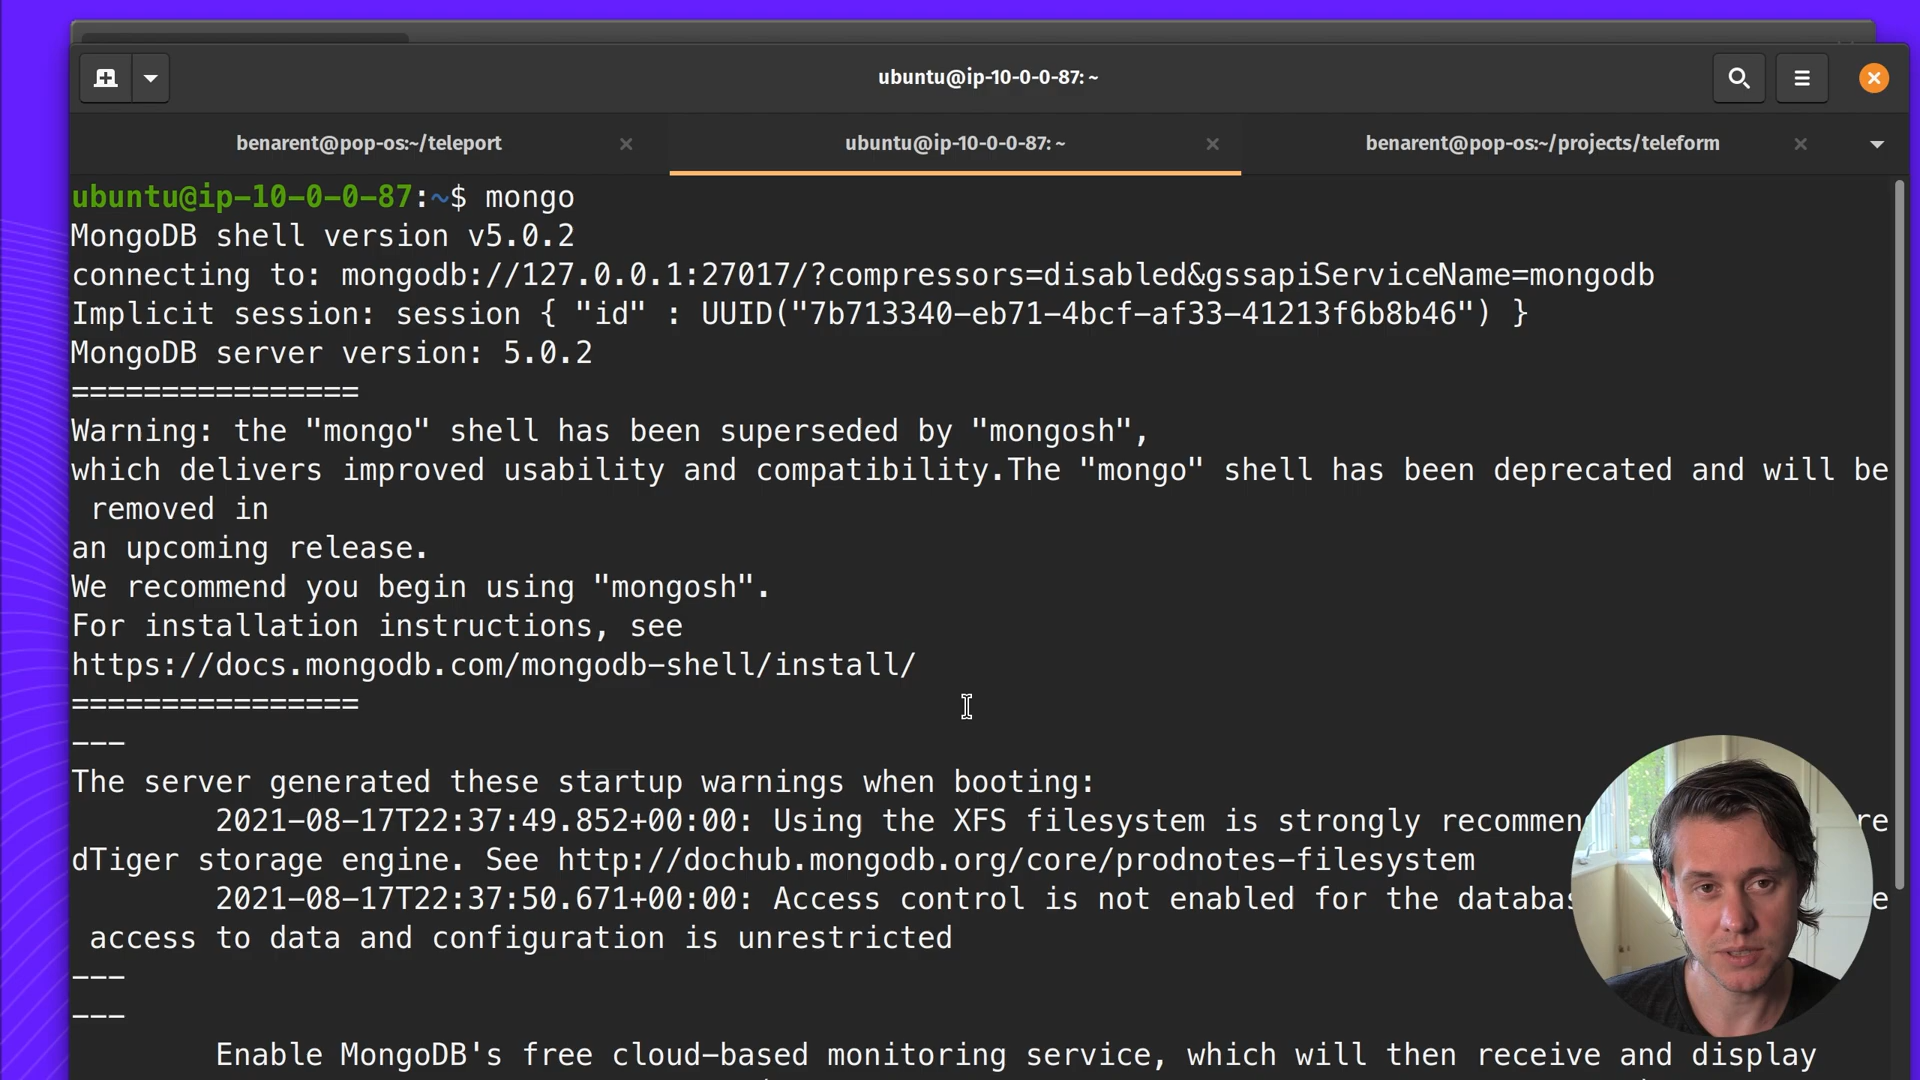 ubuntu@ip-10-0-0-87: ~
benarent@pop-os:~/teleport
ubuntu@ip-10-0-0-87: ~
benarent@pop-os:~/projects/teleform
ubuntu@ip-10-0-0-87:~$ mongo
MongoDB shell version v5.0.2
connecting to: mongodb://127.0.0.1:27017/?compressors=disabled&gssapiServiceName=mongodb
Implicit session: session { "id" : UUID("7b713340-eb71-4bcf-af33-41213f6b8b46") }
MongoDB server version: 5.0.2
================
Warning: the "mongo" shell has been superseded by "mongosh",
which delivers improved usability and compatibility.The "mongo" shell has been deprecated and will be
removed in
an upcoming release.
We recommend you begin using "mongosh".
For installation instructions, see
https://docs.mongodb.com/mongodb-shell/install/
================
---
The server generated these startup warnings when booting:
2021-08-17T22:37:49.852+00:00: Using the XFS filesystem is strongly re
dTiger storage engine. See http://dochub.mongodb.org/core/prodnotes-filesystem
2021-08-17T22:37:50.671+00:00: Access control is not enabled for the
access to data and configuration is unrestricted
---
---
Enable MongoDB's free cloud-based monitoring service, which will then receive and display